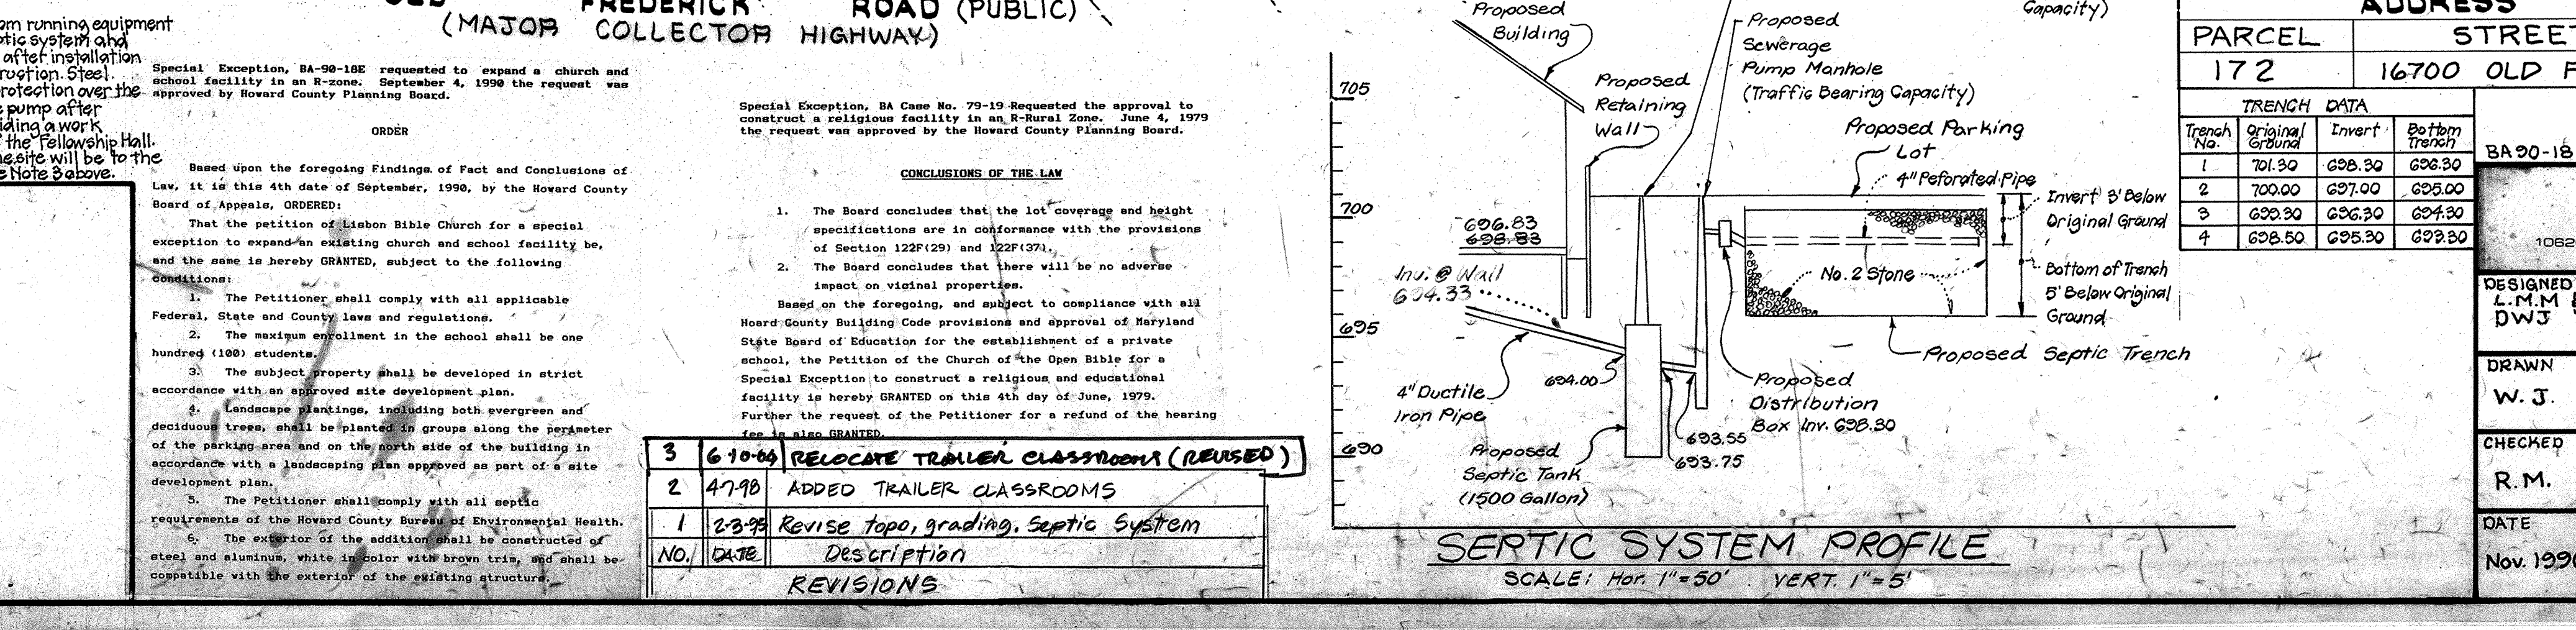 OLD FREDERICK ROAD (PUBLIC)
(MAJOR COLLECTOR HIGHWAY)
running equipment
system and
after installation
Steel
protection over the
pump after
a work
the Fellowship Hall.
site will be to the
Note 3 above.
Special Exception, BA-90-18E requested to expand a church and
school facility in an R-zone. September 4, 1990 the request was
approved by Howard County Planning Board.
ORDER
Based upon the foregoing Findings of Fact and Conclusions of
Law, it is this 4th date of September, 1990, by the Howard County
Board of Appeals, ORDERED:
That the petition of Lisbon Bible Church for a special
exception to expand an existing church and school facility be,
and the same is hereby GRANTED, subject to the following
conditions:
1. The Petitioner shall comply with all applicable
Federal, State and County laws and regulations.
2. The maximum enrollment in the school shall be one
hundred (100) students.
3. The subject property shall be developed in strict
accordance with an approved site development plan.
4. Landscape plantings, including both evergreen and
deciduous trees, shall be planted in groups along the perimeter
of the parking area and on the north side of the building in
accordance with a landscaping plan approved as part of a site
development plan.
5. The Petitioner shall comply with all septic
requirements of the Howard County Bureau of Environmental Health.
6. The exterior of the addition shall be constructed of
steel and aluminum, white in color with brown trim, and shall be
compatible with the exterior of the existing structure.
Special Exception, BA Case No. 79-19 Requested the approval to
construct a religious facility in an R-Rural Zone. June 4, 1979
the request was approved by the Howard County Planning Board.
CONCLUSIONS OF THE LAW
1. The Board concludes that the lot coverage and height
specifications are in conformance with the provisions
of Section 122F(29) and 122F(37).
2. The Board concludes that there will be no adverse
impact on vicinal properties.
Based on the foregoing, and subject to compliance with all
Hoard County Building Code provisions and approval of Maryland
State Board of Education for the establishment of a private
school, the Petition of the Church of the Open Bible for a
Special Exception to construct a religious and educational
facility is hereby GRANTED on this 4th day of June, 1979.
Further the request of the Petitioner for a refund of the hearing
fee is also GRANTED.
3 6-10-04 RELOCATE TRAILER CLASSROOMS (REVISED)
2 4-7-98 ADDED TRAILER CLASSROOMS
1 2-3-95 Revise topo, grading. Septic System
NO. DATE Description
REVISIONS
Proposed
Building
Proposed
Retaining
Wall
Proposed
Sewerage
Pump Manhole
(Traffic Bearing Capacity)
Capacity)
Proposed Parking
Lot
4" Peforated Pipe
Invert 3' Below
Original Ground
No. 2 Stone
Bottom of Trench
5' Below Original
Ground
Proposed Septic Trench
705
700
695
690
696.83
698.83
Inv. @ Wall
694.33
4" Ductile
Iron Pipe
694.00
Proposed
Septic Tank
(1500 Gallon)
693.55
693.75
Proposed
Distribution
Box Inv. 698.30
SEPTIC SYSTEM PROFILE
SCALE: Hor. 1"=50' VERT. 1"=5'
ADDRESS
PARCEL STREET
172 16700 OLD F
TRENCH DATA
Trench No. Original Ground Invert Bottom Trench
1 701.30 698.30 696.30
2 700.00 697.00 695.00
3 699.30 696.30 694.30
4 698.50 695.30 693.30
BA 90-18
1062
DESIGNED
L.M.M
DWJ
DRAWN
W. J.
CHECKED
R.M.
DATE
Nov. 199